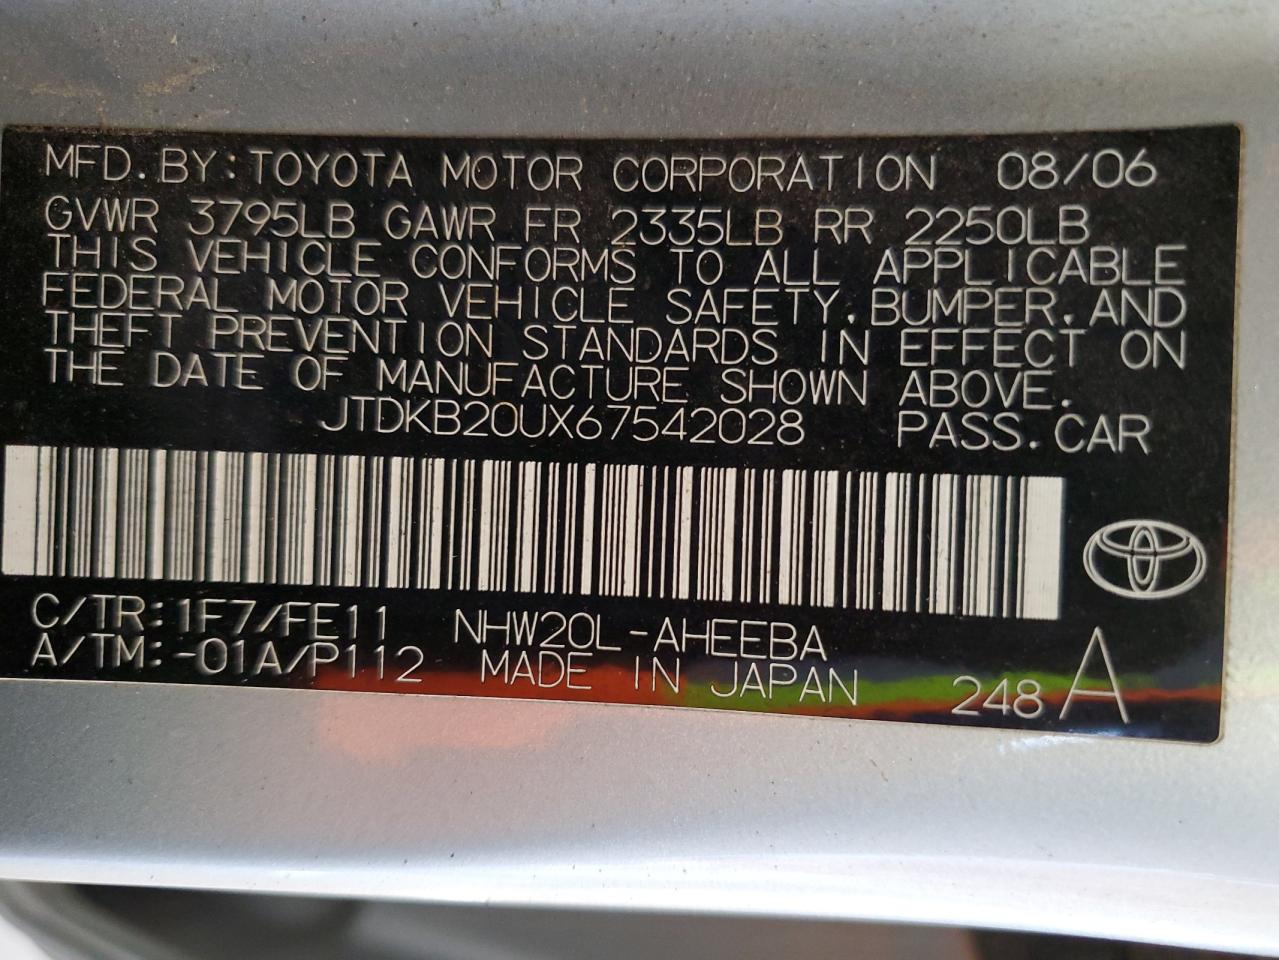 MFD. BY: TOYOTA MOTOR CORPORATION 08/06
GVWR 3795LB GAWR FR 2335LB RR 2250LB
THIS VEHICLE CONFORMS TO ALL APPLICABLE
FEDERAL MOTOR VEHICLE SAFETY, BUMPER, AND
THEFT PREVENTION STANDARDS IN EFFECT ON
THE DATE OF MANUFACTURE SHOWN ABOVE.
JTDKB20UX67542028 PASS. CAR
C/TR: 1F7/FE11 NHW20L-AHEEBA
A/TM: -01A/P112 MADE IN JAPAN 248 A